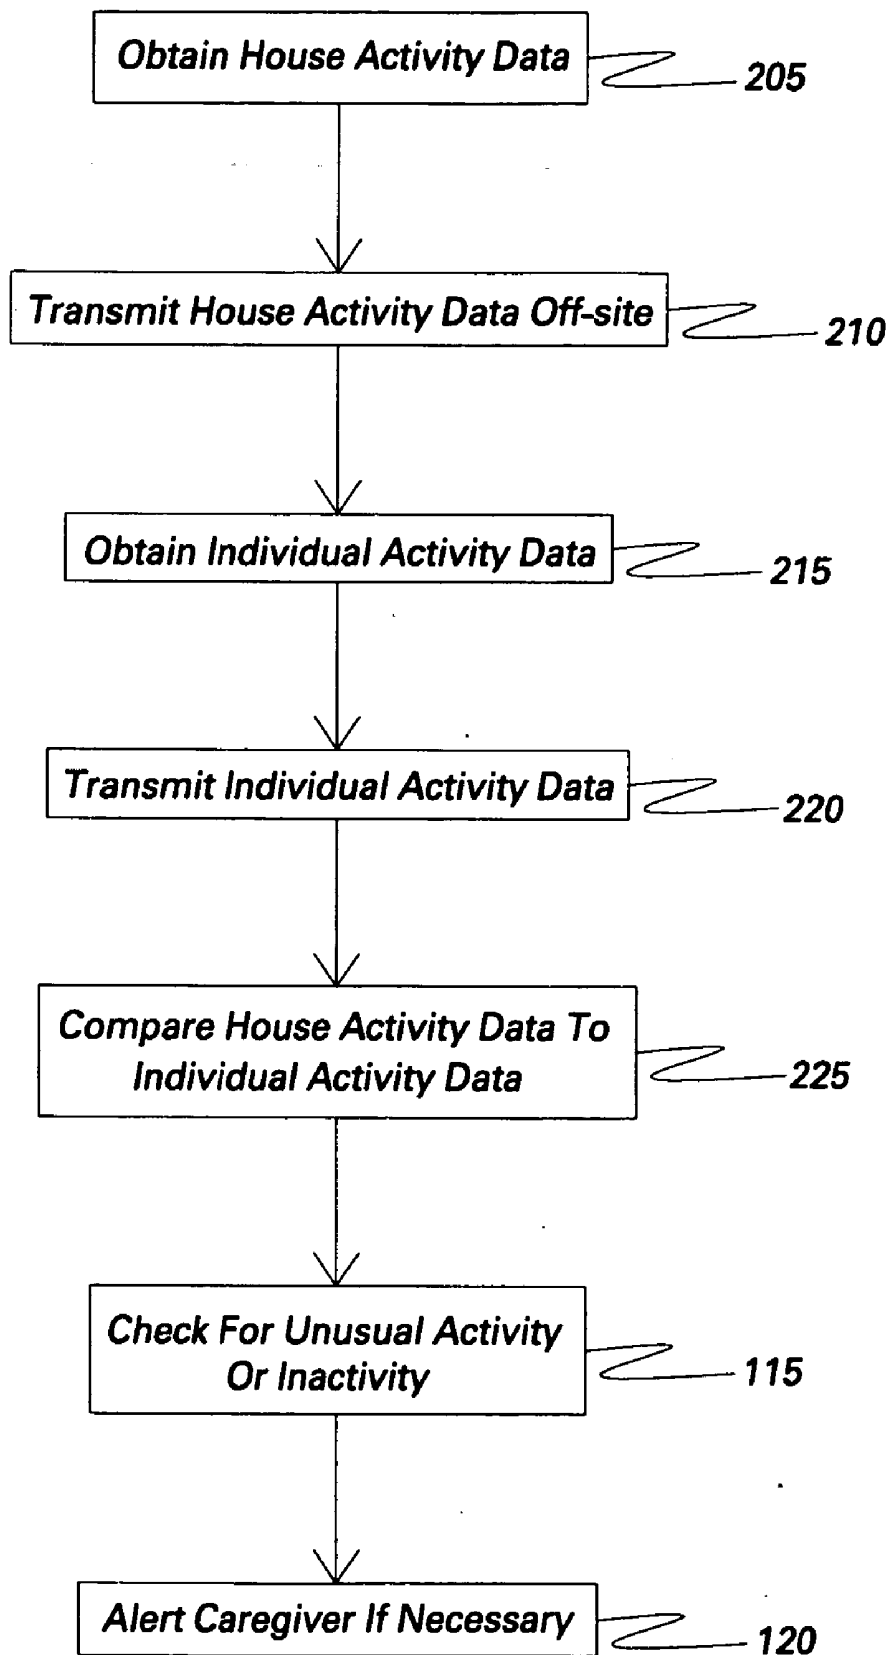 Obtain House Activity Data
205
Transmit House Activity Data Off-site
210
Obtain Individual Activity Data
215
Transmit Individual Activity Data
220
Compare House Activity Data To
Individual Activity Data
225
Check For Unusual Activity
Or Inactivity
115
Alert Caregiver If Necessary
120